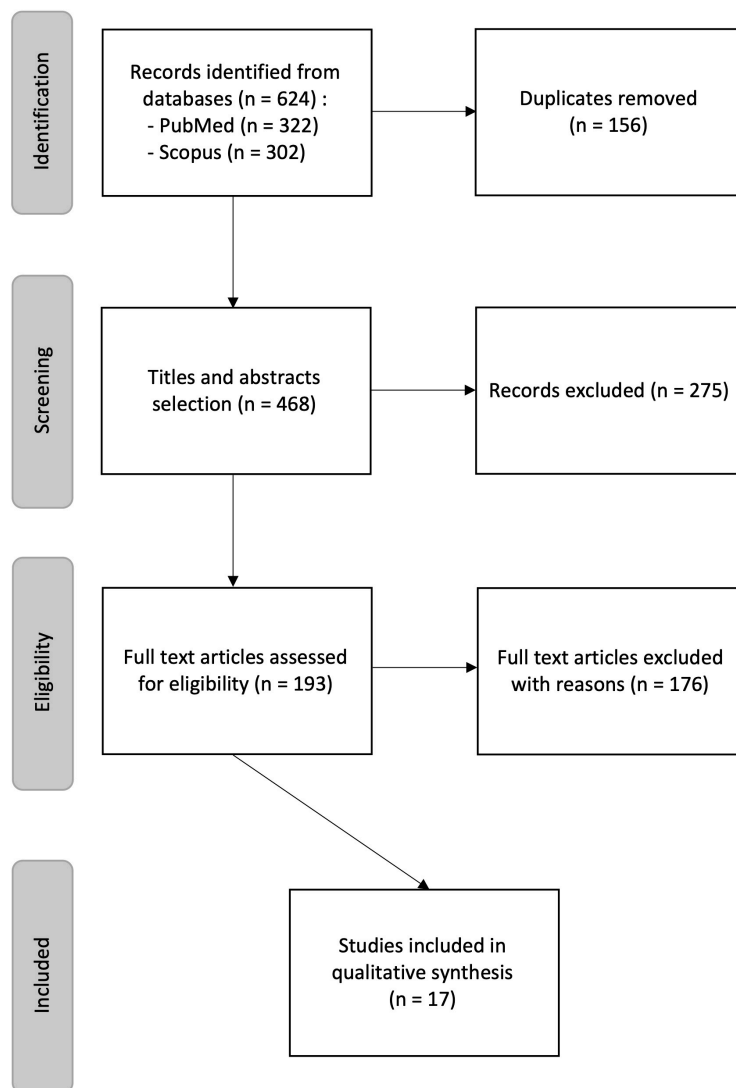 Identification
Records identified from
databases (n = 624) :
- PubMed (n = 322)
- Scopus (n = 302)
Duplicates removed
(n = 156)
Screening
Titles and abstracts
selection (n = 468)
Records excluded (n = 275)
Eligibility
Full text articles assessed
for eligibility (n = 193)
Full text articles excluded
with reasons (n = 176)
Included
Studies included in
qualitative synthesis
(n = 17)